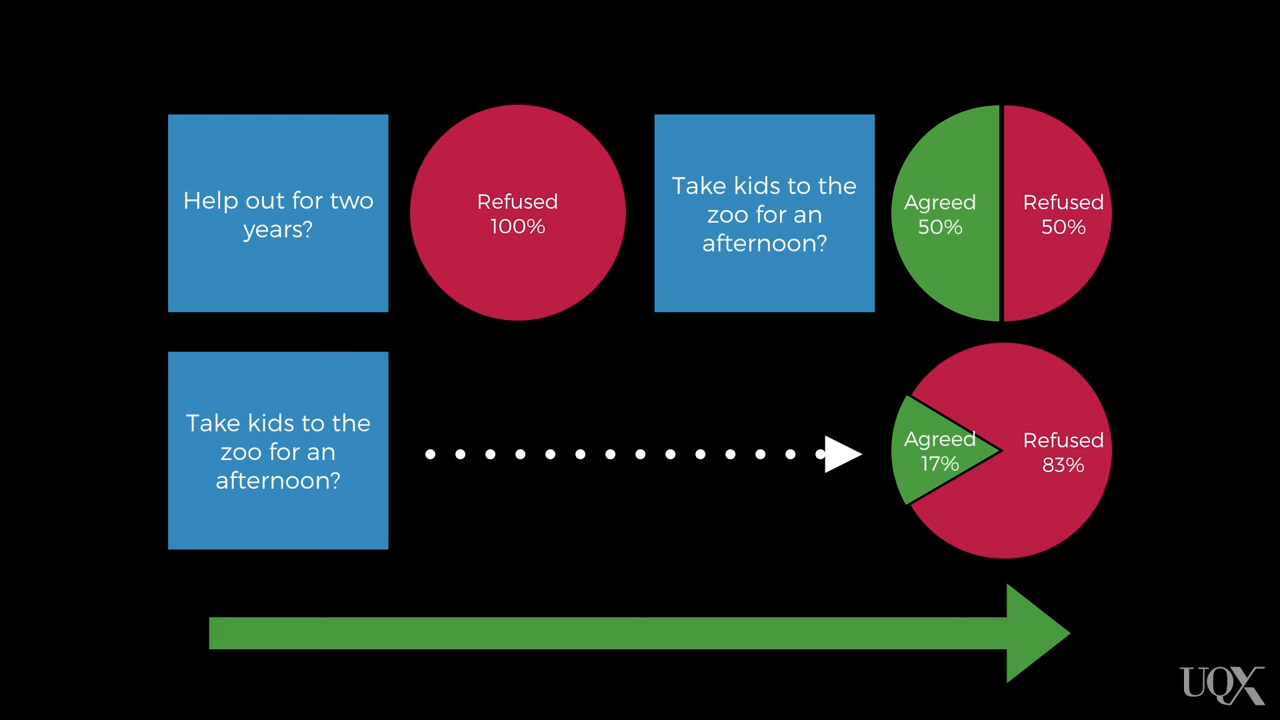 Help out for two
years?
Refused
100%
Take kids to the
zoo for an
afternoon?
Agreed
50%
Refused
50%
Take kids to the
zoo for an
afternoon?
Agreed
17%
Refused
83%
UQX